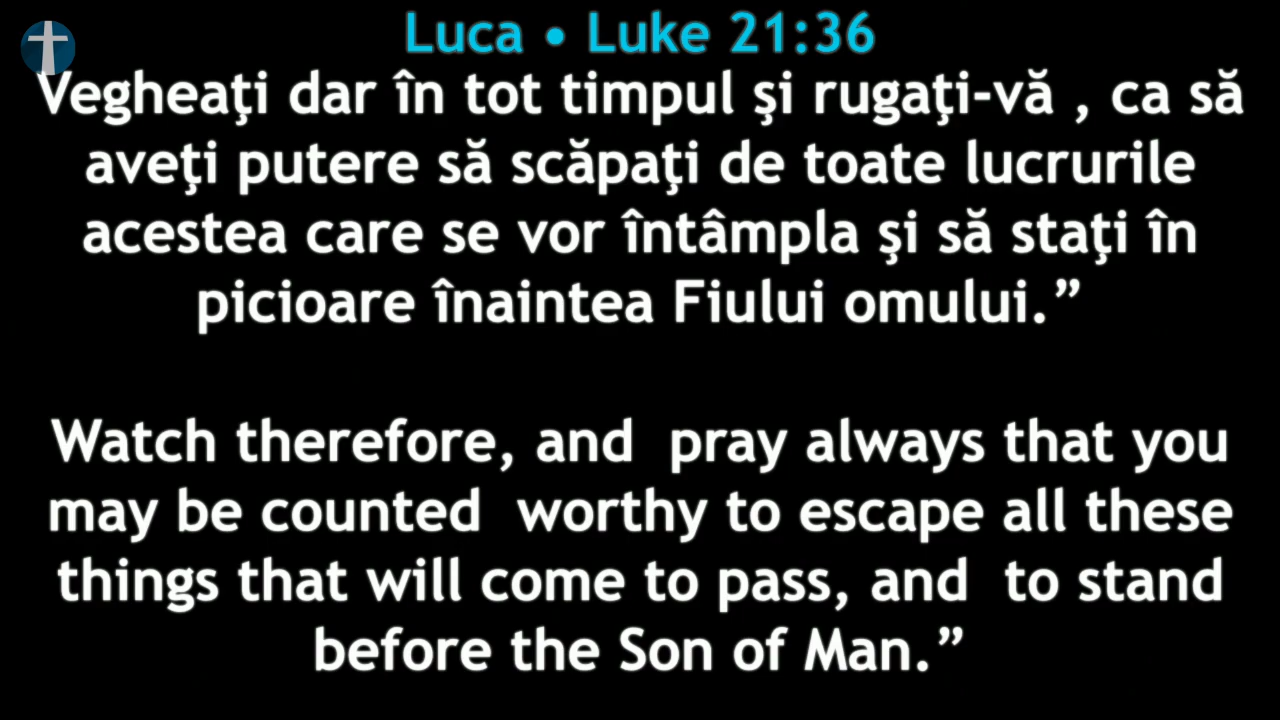 Luca • Luke 21:36
Vegheaţi dar în tot timpul şi rugaţi-vă , ca să
aveţi putere să scăpaţi de toate lucrurile
acestea care se vor întâmpla şi să staţi în
picioare înaintea Fiului omului.”
Watch therefore, and  pray always that you
may be counted  worthy to escape all these
things that will come to pass, and  to stand
before the Son of Man.”